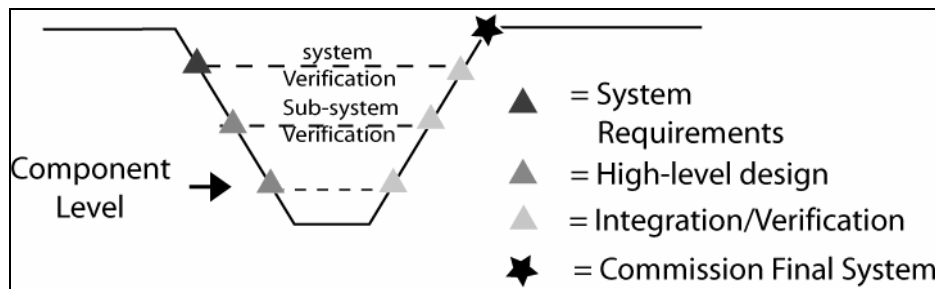 system
Verification
Sub-system
Verification
Component
Level
= System
Requirements
= High-level design
= Integration/Verification
= Commission Final System